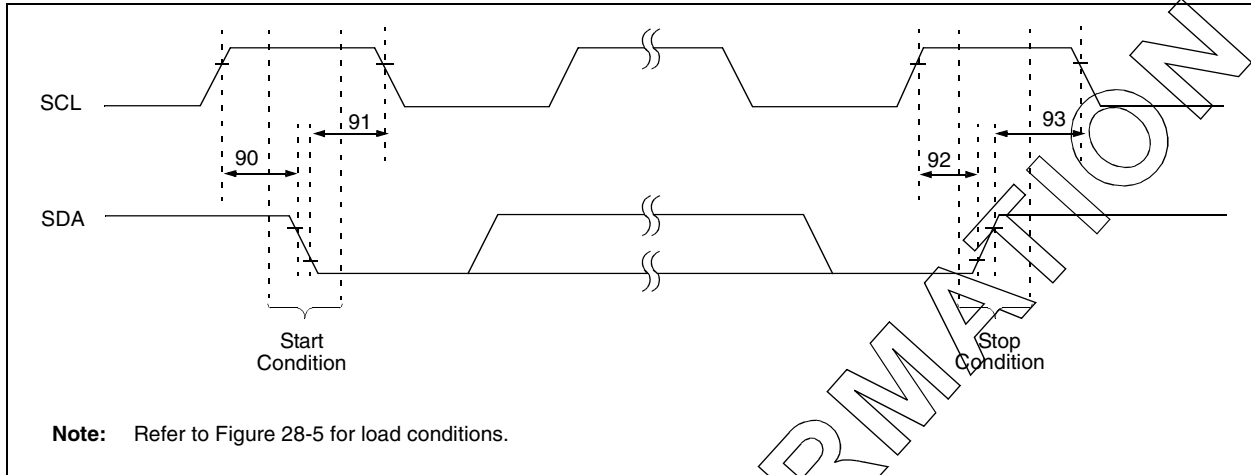 SCL
91
93
90
92
SDA
Start
Condition
Stop
Condition
Note: Refer to Figure 28-5 for load conditions.
RMATION